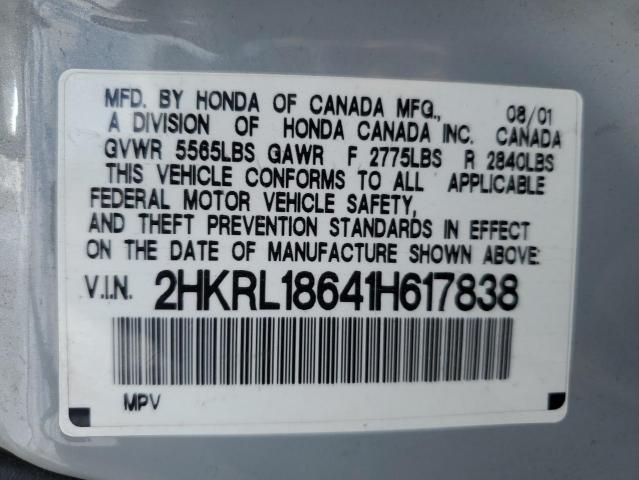 MFD. BY HONDA OF CANADA MFG., 08/01
A DIVISION OF HONDA CANADA INC. CANADA
GVWR 5565LBS GAWR F 2775LBS R 2840LBS
THIS VEHICLE CONFORMS TO ALL APPLICABLE
FEDERAL MOTOR VEHICLE SAFETY,
AND THEFT PREVENTION STANDARDS IN EFFECT
ON THE DATE OF MANUFACTURE SHOWN ABOVE.
V.I.N. 2HKRL18641H617838
MPV